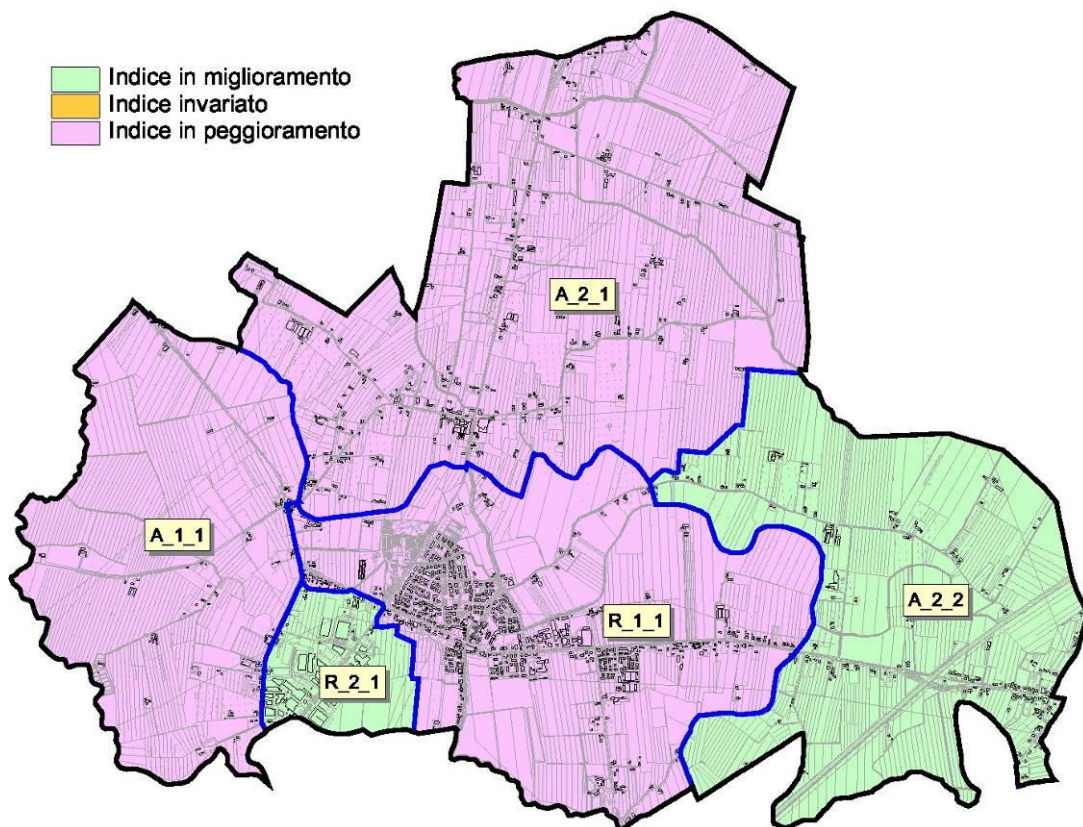 Indice in miglioramento
Indice invariato
Indice in peggioramento
A_2_1
A_1_1
A_2_2
R_1_1
R_2_1